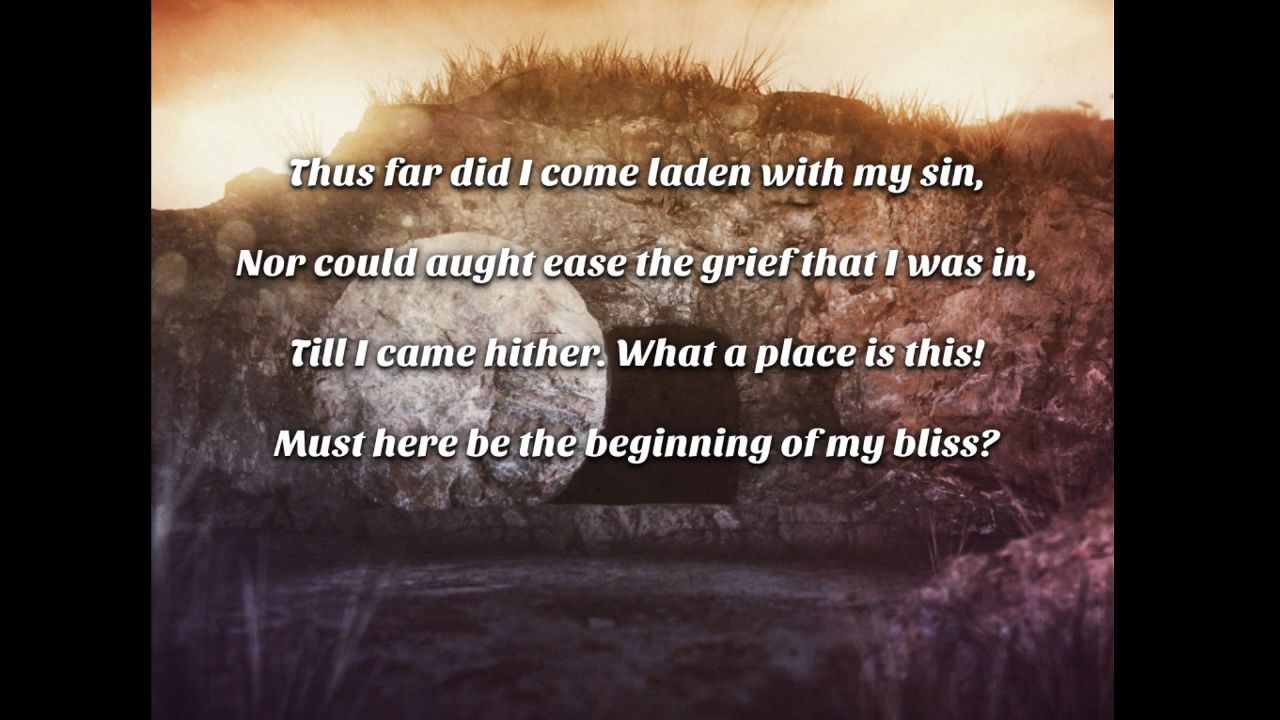 Thus far did I come laden with my sin,
Nor could aught ease the grief that I was in,
Till I came hither. What a place is this!
Must here be the beginning of my bliss?